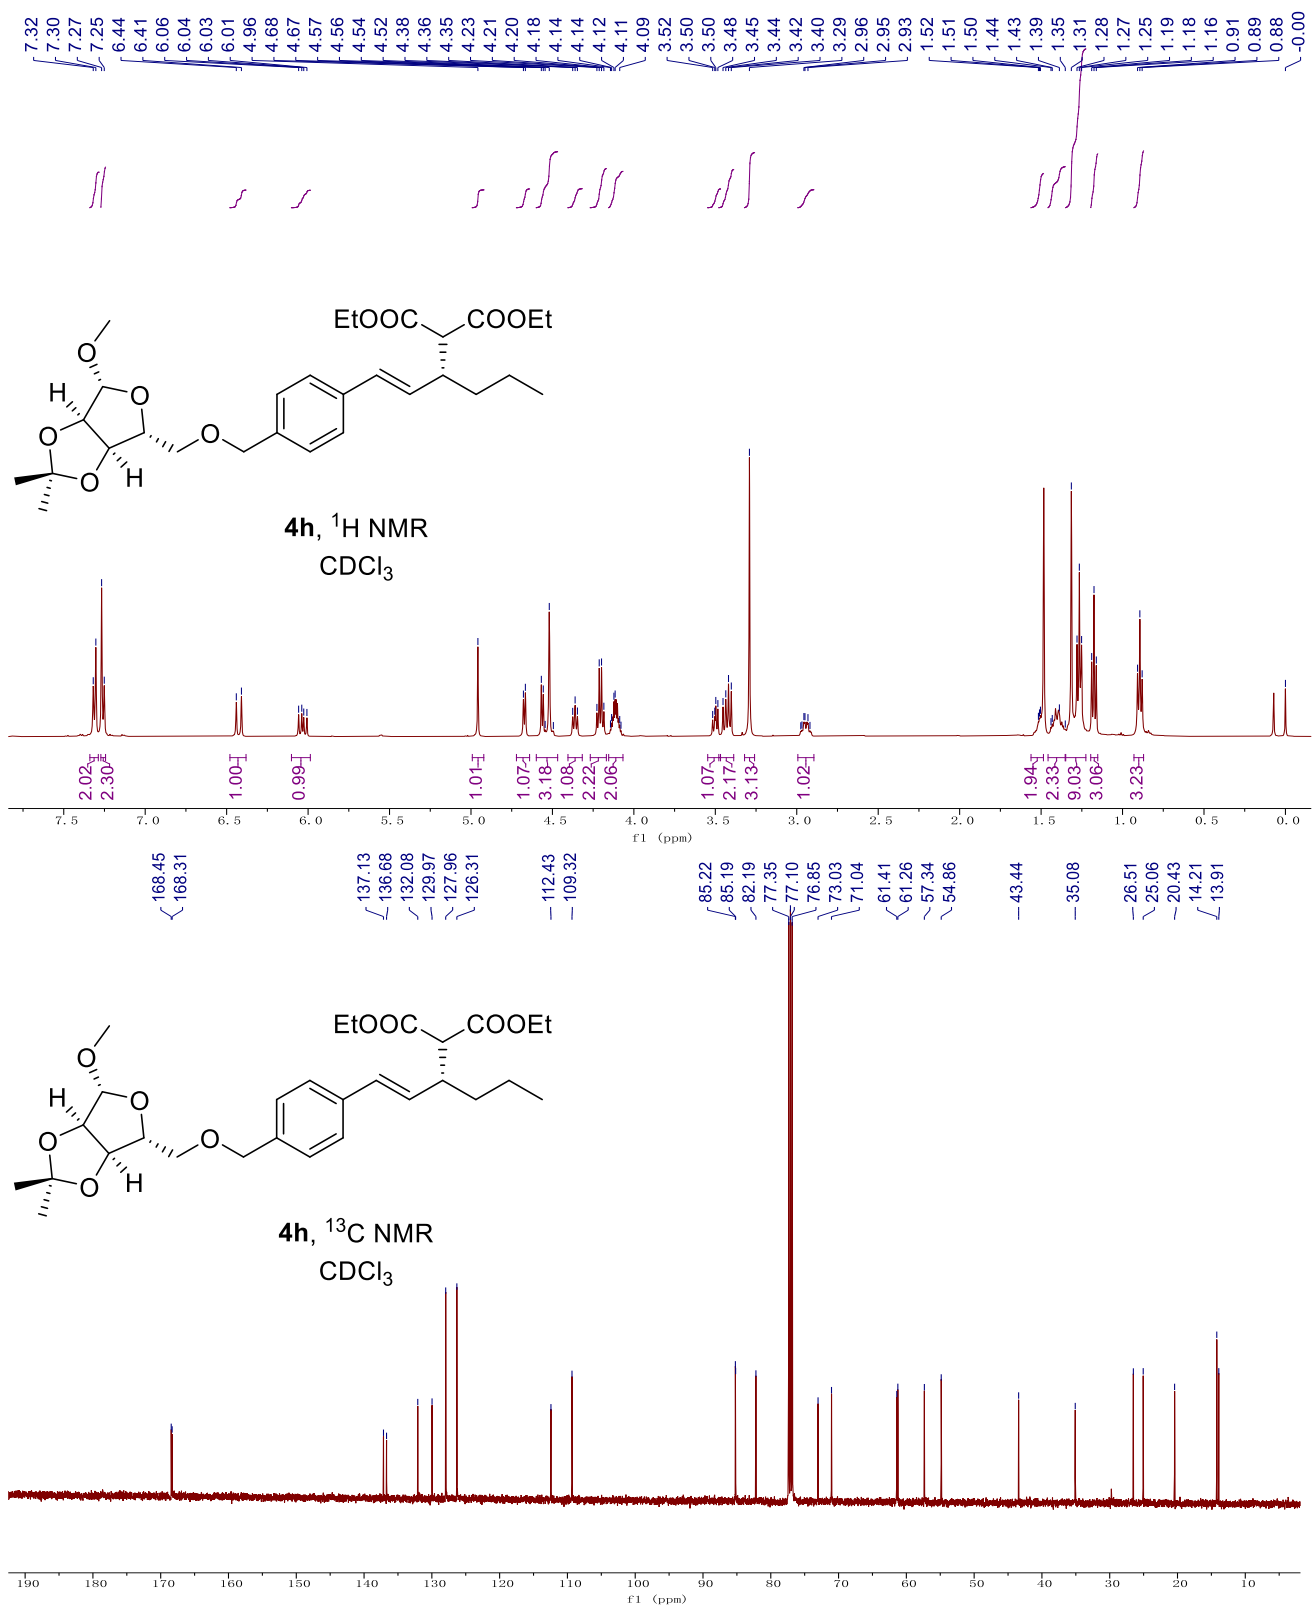 7.32 7.30 7.27 7.25 6.44 6.41 6.06 6.04 6.03 6.01 4.96 4.68 4.67 4.57 4.56 4.54 4.52 4.38 4.36 4.35 4.23 4.21 4.20 4.18 4.14 4.14 4.12 4.11 4.09 3.52 3.50 3.50 3.48 3.45 3.44 3.42 3.40 3.29 2.96 2.95 2.93 1.52 1.51 1.50 1.44 1.43 1.39 1.35 1.31 1.28 1.27 1.25 1.19 1.18 1.16 0.91 0.89 0.88 -0.00
EtOOC COOEt
O
H O
O O
O H
4h, ¹H NMR
CDCl₃
2.02 2.30 1.00 0.99 1.01 1.07 3.18 1.08 2.22 2.06 1.07 2.17 3.13 1.02 1.94 2.33 9.03 3.06 3.23
7.5 7.0 6.5 6.0 5.5 5.0 4.5 4.0 3.5 3.0 2.5 2.0 1.5 1.0 0.5 0.0
f1 (ppm)
168.45 168.31 137.13 136.68 132.08 129.97 127.96 126.31 112.43 109.32 85.22 85.19 82.19 77.35 77.10 76.85 73.03 71.04 61.41 61.26 57.34 54.86 43.44 35.08 26.51 25.06 20.43 14.21 13.91
EtOOC COOEt
O
H O
O O
O H
4h, ¹³C NMR
CDCl₃
190 180 170 160 150 140 130 120 110 100 90 80 70 60 50 40 30 20 10
f1 (ppm)